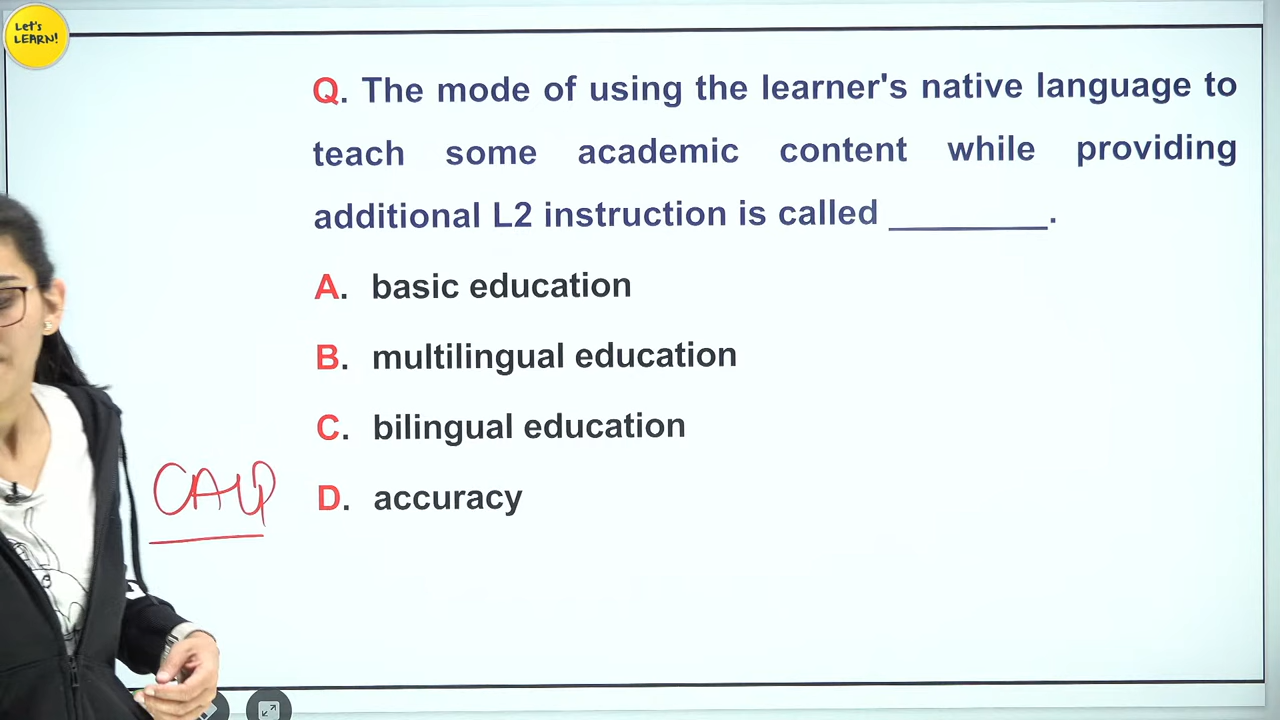 Let's
LEARN!
Q. The mode of using the learner's native language to
teach some academic content while providing
additional L2 instruction is called ________.
A. basic education
B. multilingual education
C. bilingual education
CALP
D. accuracy